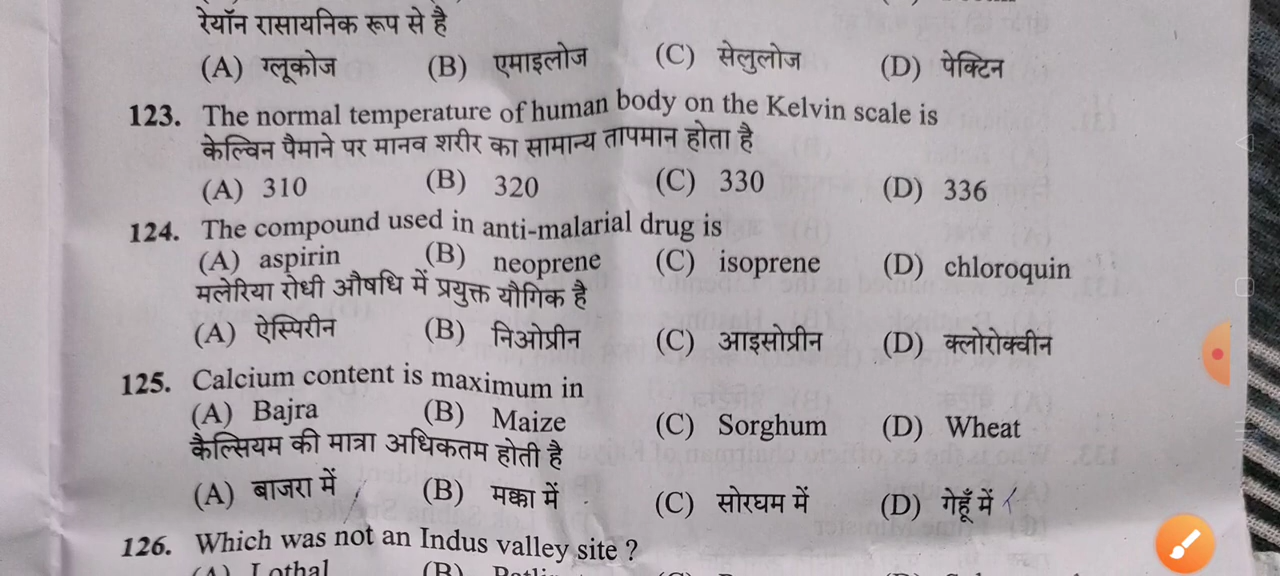 रेयॉन रासायनिक रूप से है
(A) ग्लूकोज (B) एमाइलोज (C) सेलुलोज (D) पेक्टिन
123. The normal temperature of human body on the Kelvin scale is
केल्विन पैमाने पर मानव शरीर का सामान्य तापमान होता है
(A) 310 (B) 320 (C) 330 (D) 336
124. The compound used in anti-malarial drug is
(A) aspirin (B) neoprene (C) isoprene (D) chloroquin
मलेरिया रोधी औषधि में प्रयुक्त यौगिक है
(A) ऐस्पिरीन (B) निओप्रीन (C) आइसोप्रीन (D) क्लोरोक्वीन
125. Calcium content is maximum in
(A) Bajra (B) Maize (C) Sorghum (D) Wheat
कैल्सियम की मात्रा अधिकतम होती है
(A) बाजरा में (B) मक्का में (C) सोरघम में (D) गेहूँ में
126. Which was not an Indus valley site ?
(A) Lothal (B)